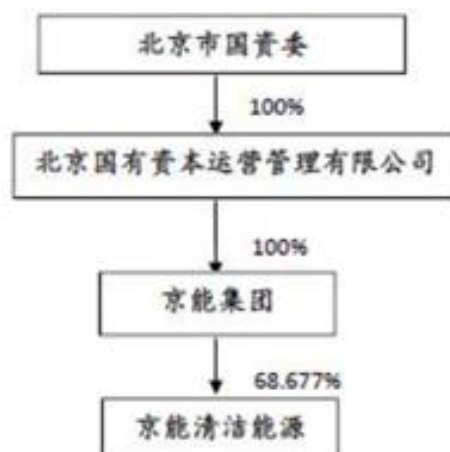 北京市国资委
100%
北京国有资本运营管理有限公司
100%
京能集团
68.677%
京能清洁能源